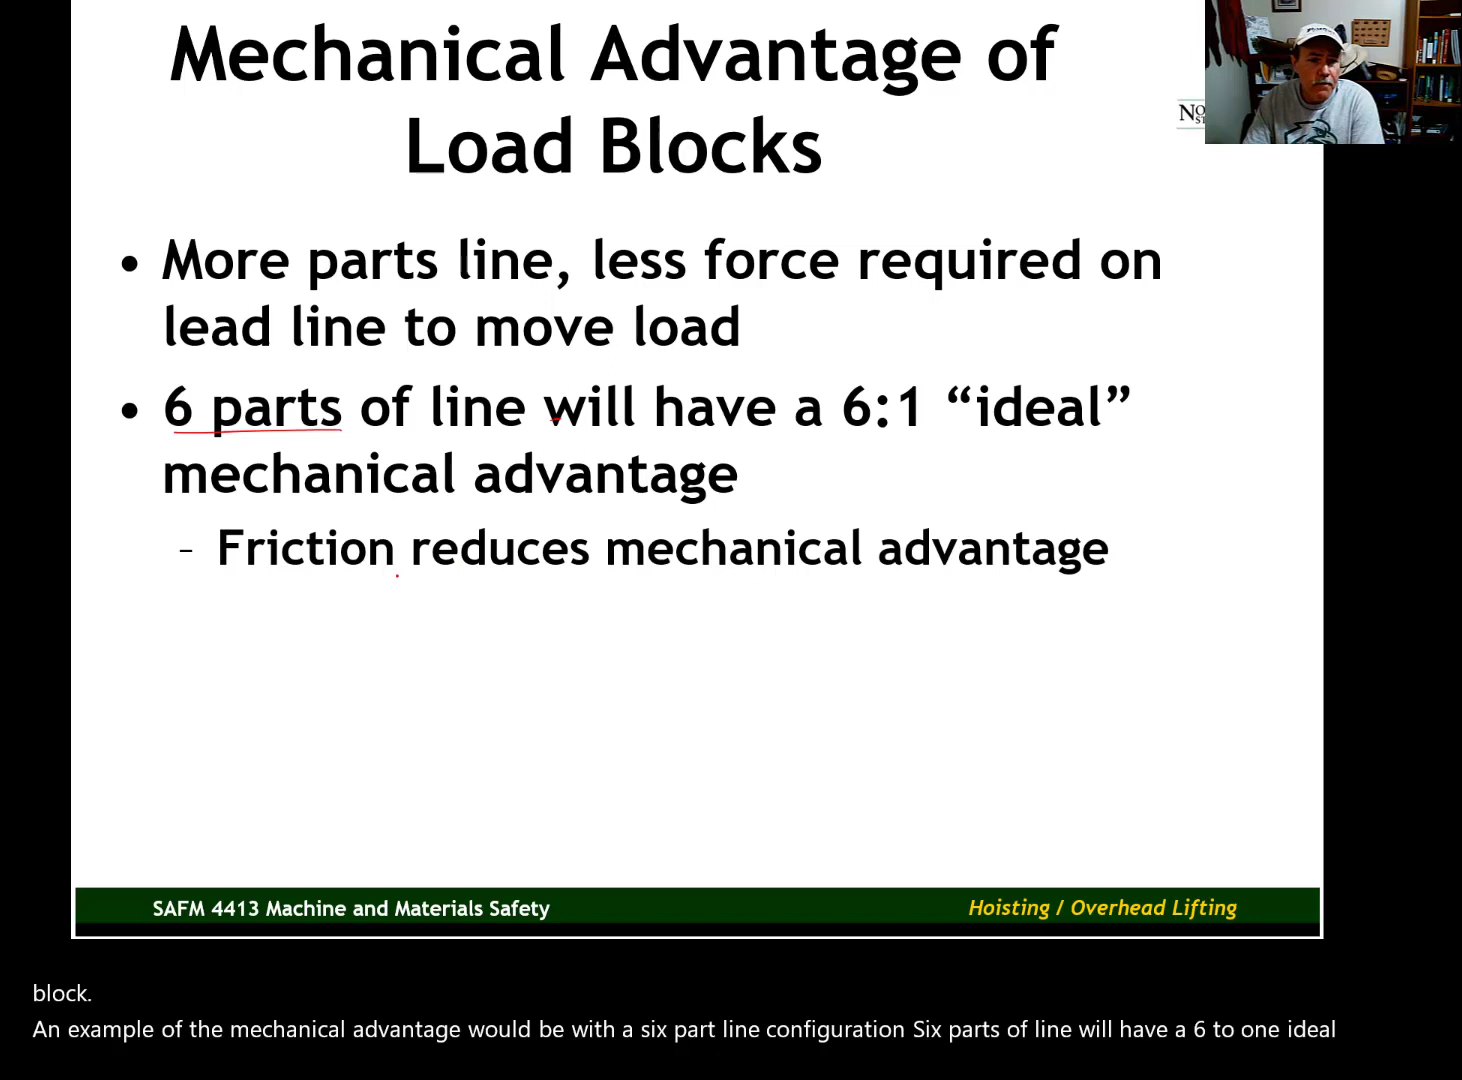 Mechanical Advantage of
Load Blocks
• More parts line, less force required on
lead line to move load
• 6 parts of line will have a 6:1 “ideal”
mechanical advantage
– Friction reduces mechanical advantage
SAFM 4413 Machine and Materials Safety
Hoisting / Overhead Lifting
block.
An example of the mechanical advantage would be with a six part line configuration Six parts of line will have a 6 to one ideal